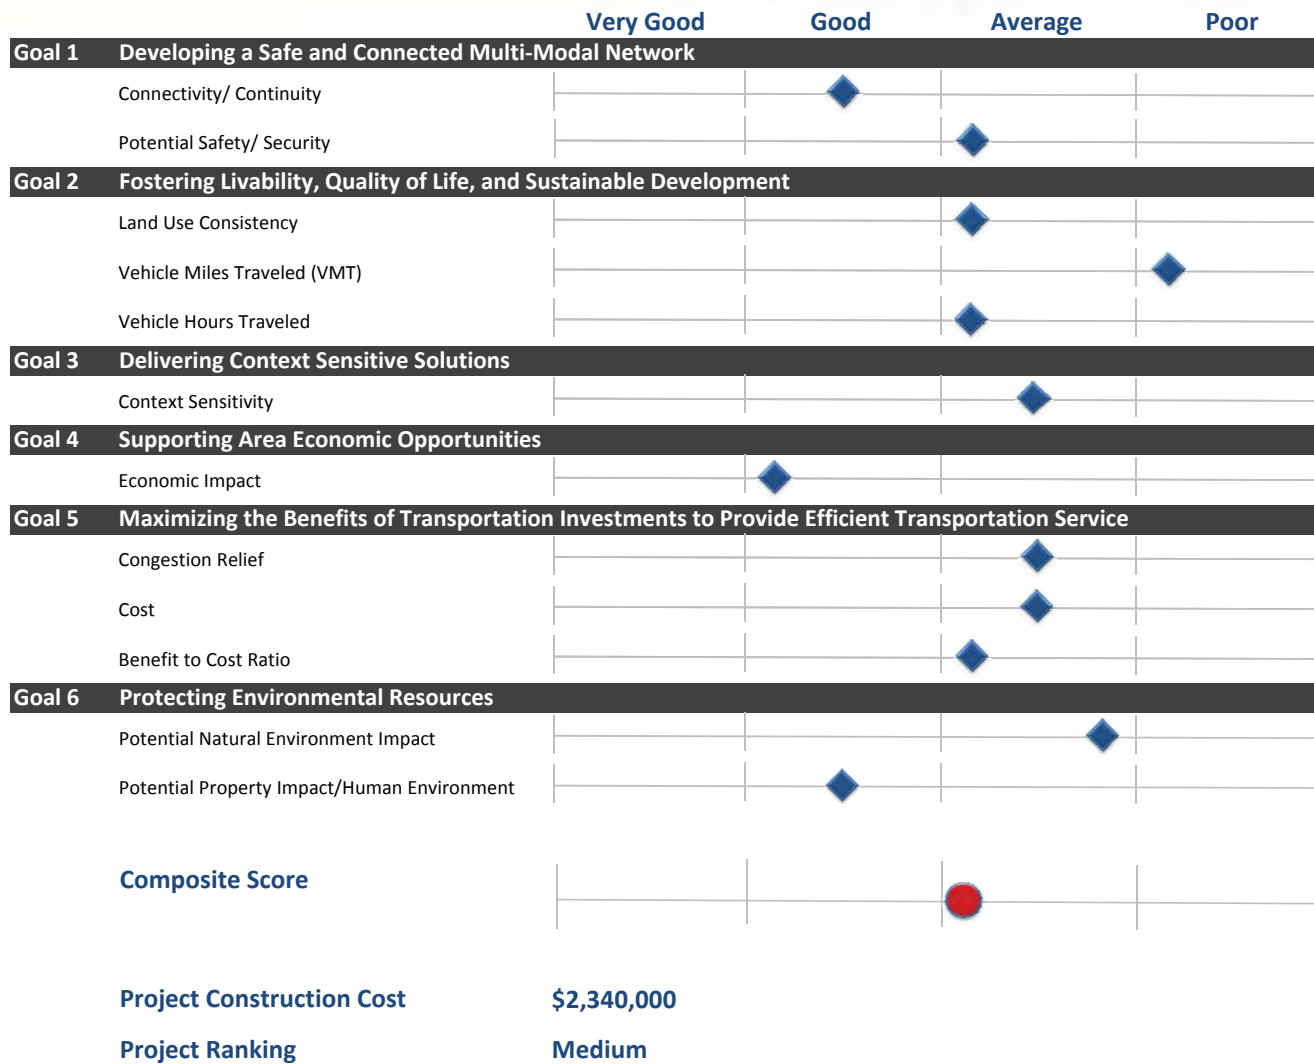 Very Good Good Average Poor
Goal 1 Developing a Safe and Connected Multi-Modal Network
Connectivity/ Continuity
Potential Safety/ Security
Goal 2 Fostering Livability, Quality of Life, and Sustainable Development
Land Use Consistency
Vehicle Miles Traveled (VMT)
Vehicle Hours Traveled
Goal 3 Delivering Context Sensitive Solutions
Context Sensitivity
Goal 4 Supporting Area Economic Opportunities
Economic Impact
Goal 5 Maximizing the Benefits of Transportation Investments to Provide Efficient Transportation Service
Congestion Relief
Cost
Benefit to Cost Ratio
Goal 6 Protecting Environmental Resources
Potential Natural Environment Impact
Potential Property Impact/Human Environment
Composite Score
Project Construction Cost $2,340,000
Project Ranking Medium